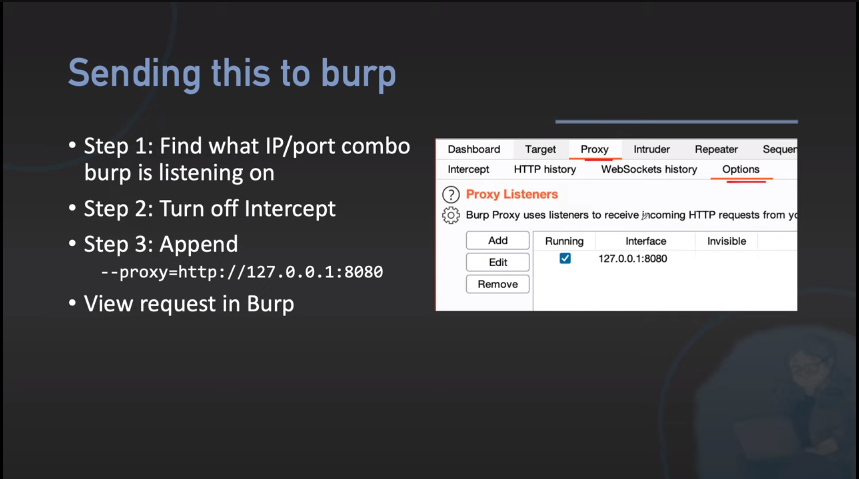 Sending this to burp
• Step 1: Find what IP/port combo
burp is listening on
• Step 2: Turn off Intercept
• Step 3: Append
--proxy=http://127.0.0.1:8080
• View request in Burp
Dashboard Target Proxy Intruder Repeater Sequen
Intercept HTTP history WebSockets history Options
? Proxy Listeners
Burp Proxy uses listeners to receive incoming HTTP requests from yo
Add Running Interface Invisible
Edit 127.0.0.1:8080
Remove